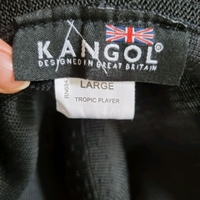 KANGOL®
DESIGNED IN GREAT BRITAIN
LARGE
TROPIC PLAYER